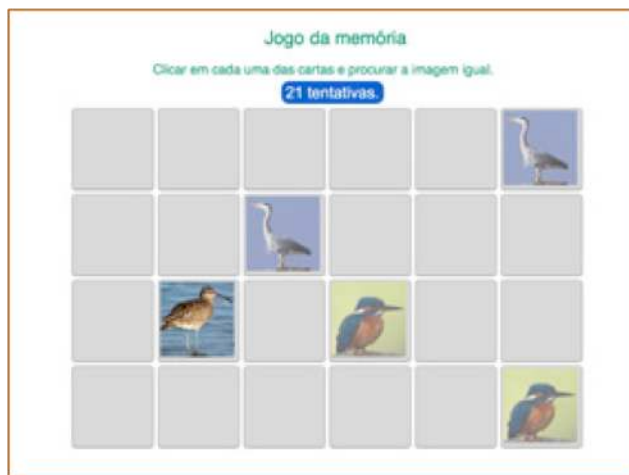 Jogo da memória
Clicar em cada uma das cartas e procurar a imagem igual.
21 tentativas.